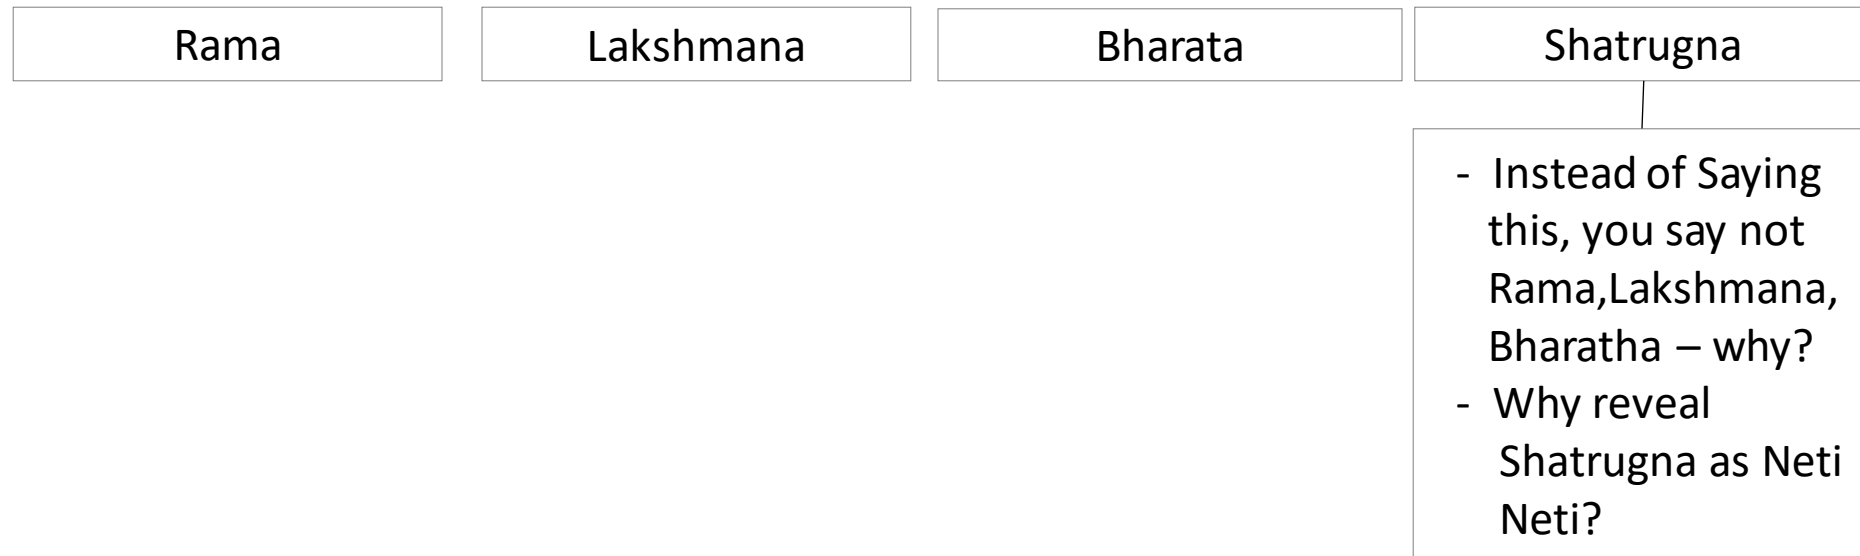 Rama
Lakshmana
Bharata
Shatrugna
- Instead of Saying
this, you say not
Rama,Lakshmana,
Bharatha – why?
- Why reveal
Shatrugna as Neti
Neti?